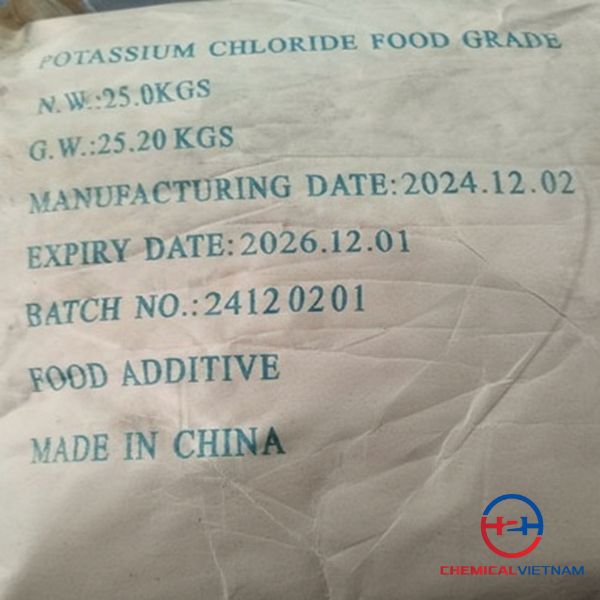 POTASSIUM CHLORIDE FOOD GRADE
N.W.:25.0KGS
G.W.:25.20 KGS
MANUFACTURING DATE:2024.12.02
EXPIRY DATE:2026.12.01
BATCH NO.:24120201
FOOD ADDITIVE
MADE IN CHINA
H2H
CHEMICALVIETNAM